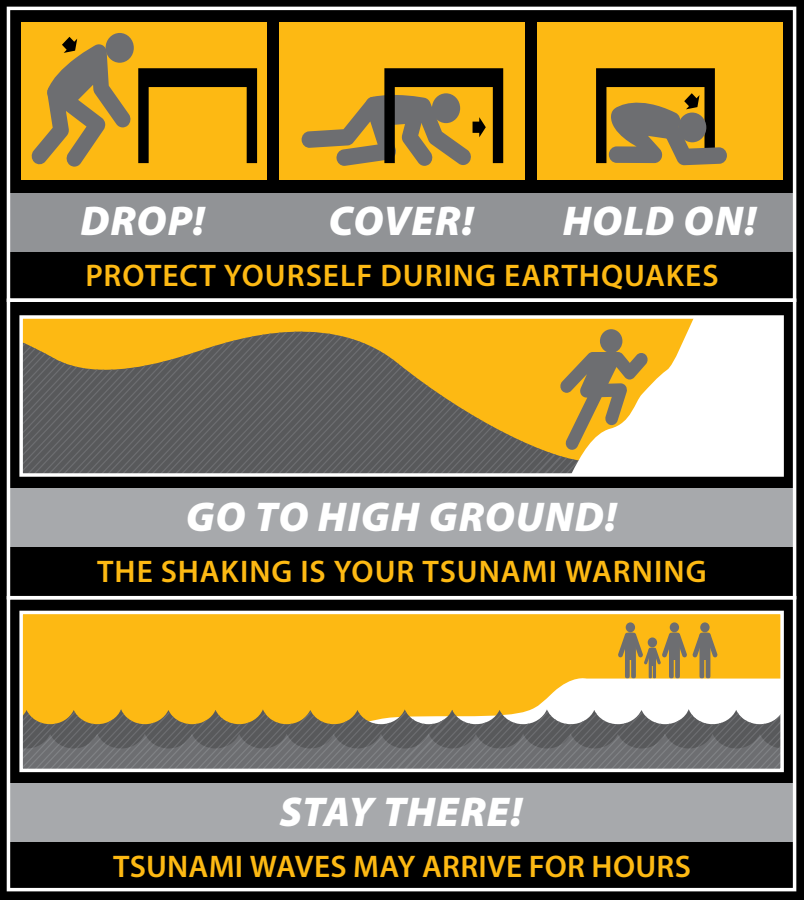 DROP! COVER! HOLD ON!
PROTECT YOURSELF DURING EARTHQUAKES
GO TO HIGH GROUND!
THE SHAKING IS YOUR TSUNAMI WARNING
STAY THERE!
TSUNAMI WAVES MAY ARRIVE FOR HOURS